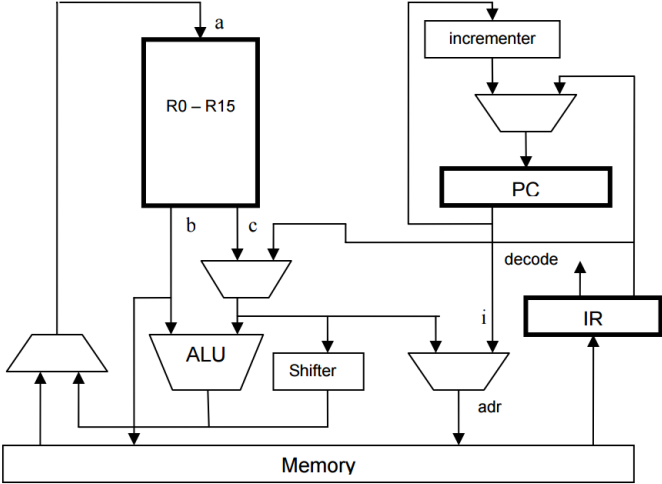 a
incrementer
R0 – R15
PC
b
c
decode
i
IR
ALU
Shifter
adr
Memory